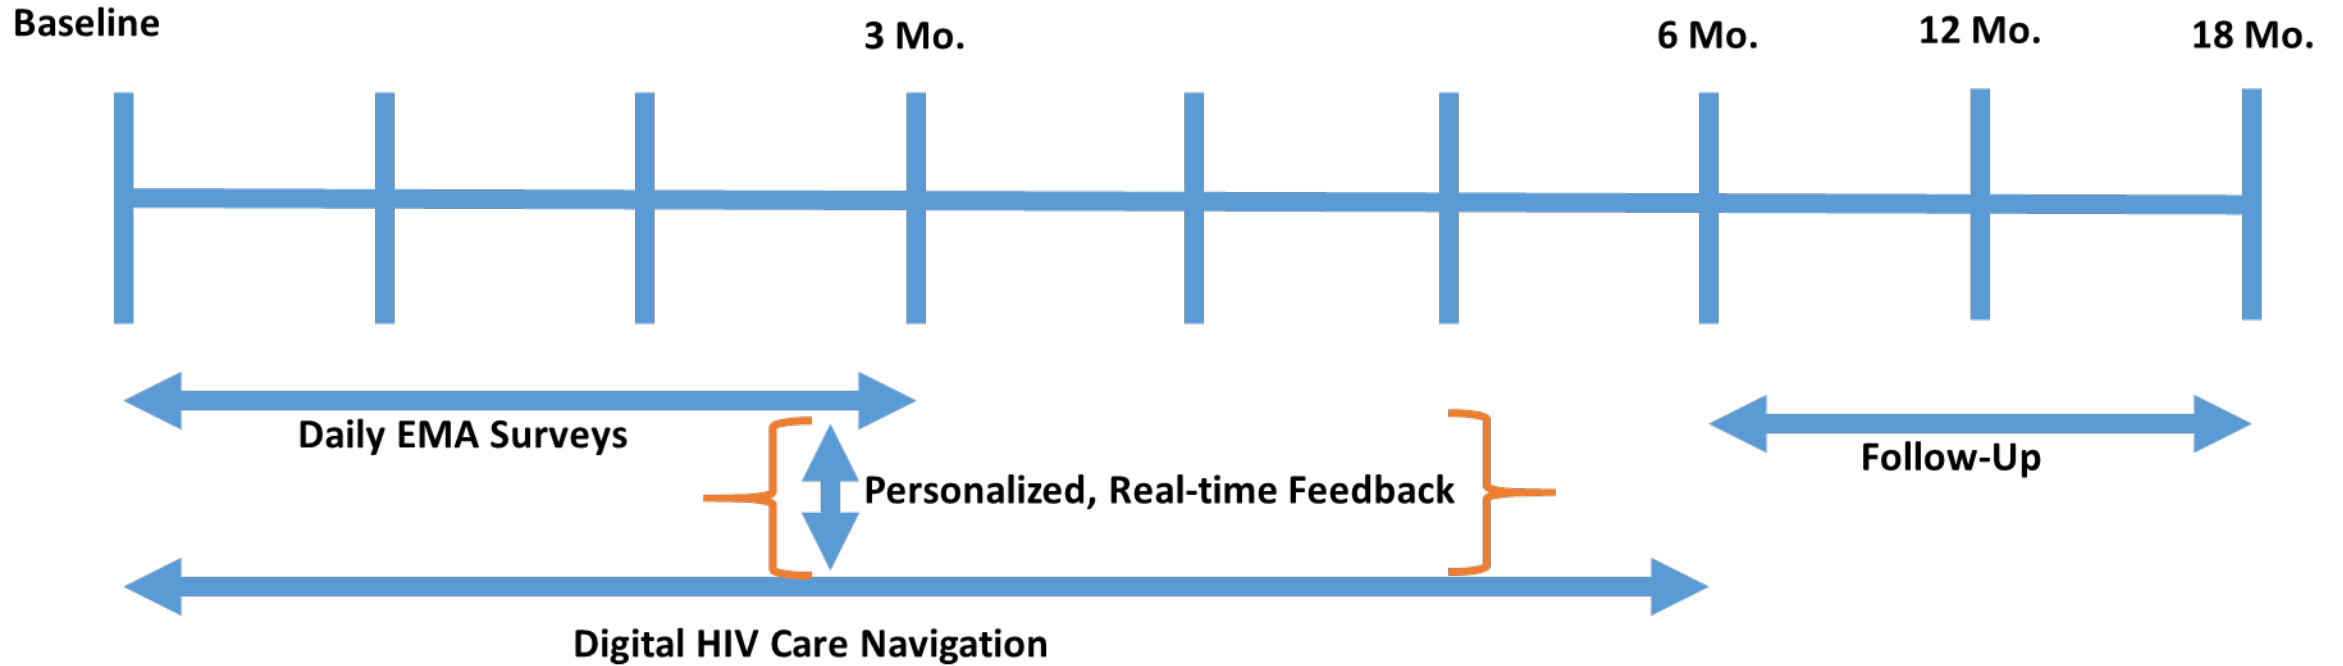 Baseline
3 Mo.
6 Mo.
12 Mo.
18 Mo.
Daily EMA Surveys
Personalized, Real-time Feedback
Follow-Up
Digital HIV Care Navigation